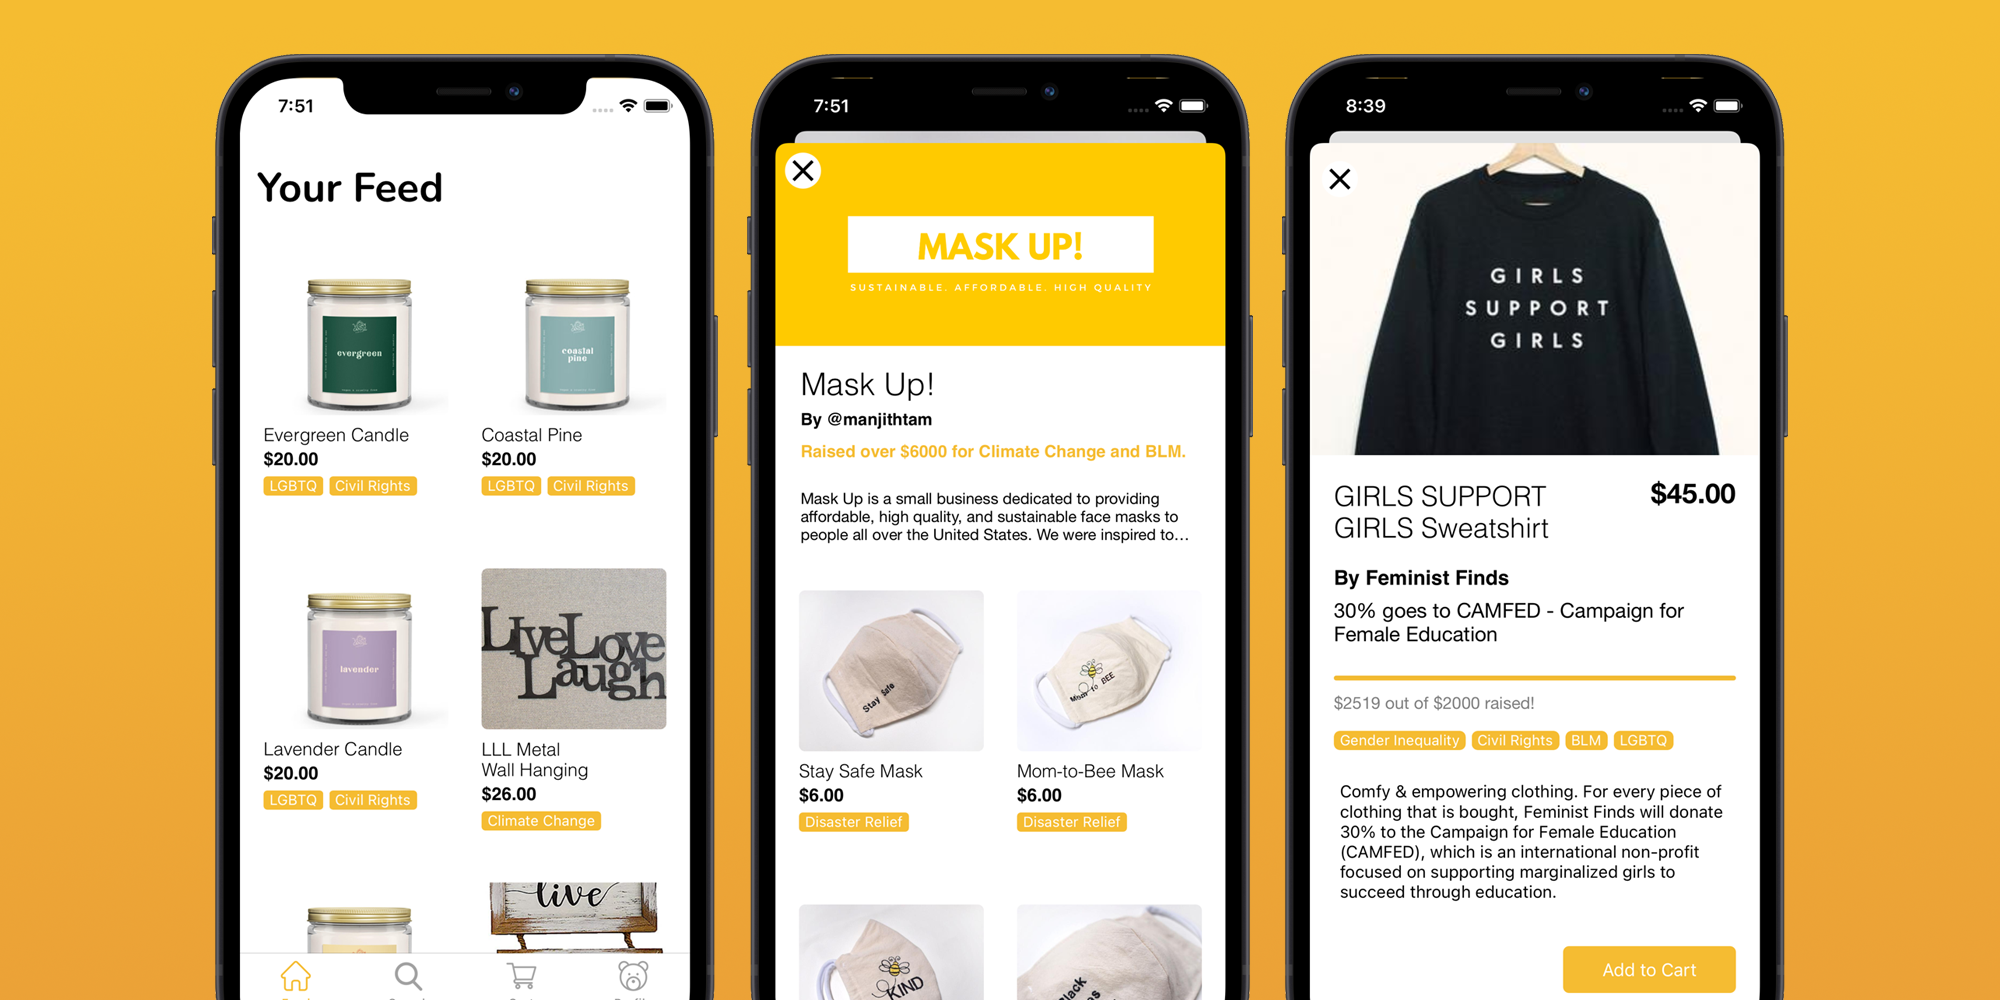 7:51
Your Feed
evergreen
coastal
pine
Evergreen Candle
$20.00
LGBTQ Civil Rights
Coastal Pine
$20.00
LGBTQ Civil Rights
lavender
Live Love
Laugh
Lavender Candle
$20.00
LGBTQ Civil Rights
LLL Metal
Wall Hanging
$26.00
Climate Change
live
7:51
MASK UP!
SUSTAINABLE. AFFORDABLE. HIGH QUALITY
Mask Up!
By @manjithtam
Raised over $6000 for Climate Change and BLM.
Mask Up is a small business dedicated to providing
affordable, high quality, and sustainable face masks to
people all over the United States. We were inspired to...
Stay Safe
Mom-to BEE
Stay Safe Mask
$6.00
Disaster Relief
Mom-to-Bee Mask
$6.00
Disaster Relief
KIND
8:39
GIRLS
SUPPORT
GIRLS
GIRLS SUPPORT
GIRLS Sweatshirt
$45.00
By Feminist Finds
30% goes to CAMFED - Campaign for
Female Education
$2519 out of $2000 raised!
Gender Inequality Civil Rights BLM LGBTQ
Comfy & empowering clothing. For every piece of
clothing that is bought, Feminist Finds will donate
30% to the Campaign for Female Education
(CAMFED), which is an international non-profit
focused on supporting marginalized girls to
succeed through education.
Add to Cart